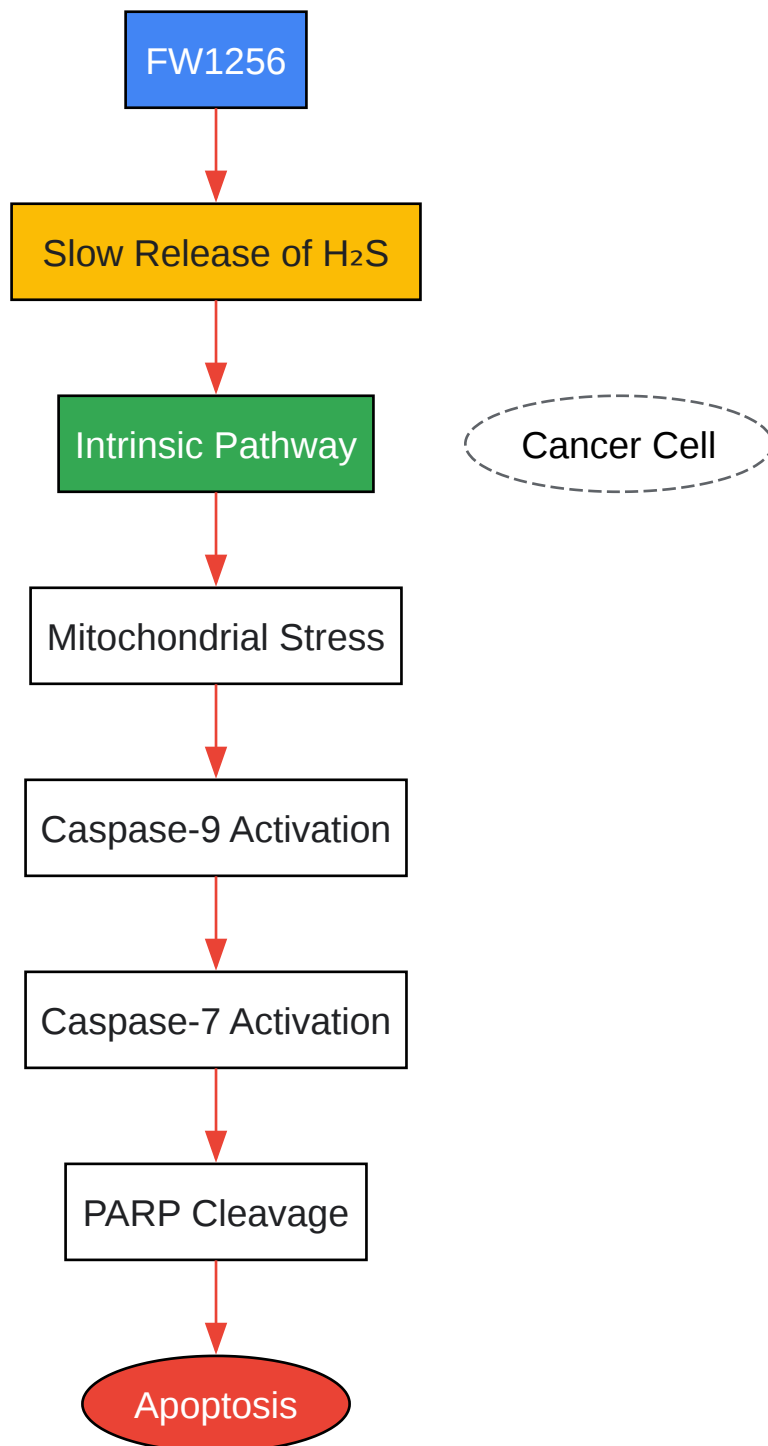 FW1256
Slow Release of H₂S
Intrinsic Pathway
Cancer Cell
Mitochondrial Stress
Caspase-9 Activation
Caspase-7 Activation
PARP Cleavage
Apoptosis